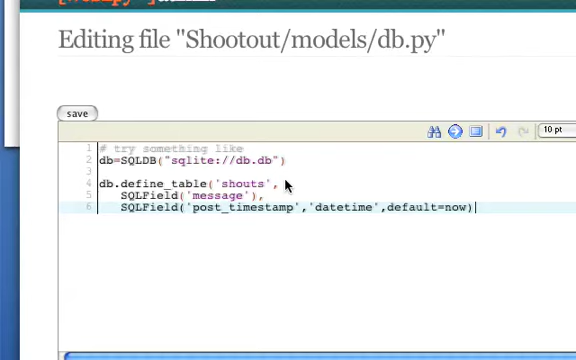 Editing file "Shootout/models/db.py"
save
10 pt
1 # try something like
2 db=SQLDB("sqlite://db.db")
3
4 db.define_table('shouts',
5 SQLField('message'),
6 SQLField('post_timestamp','datetime',default=now)